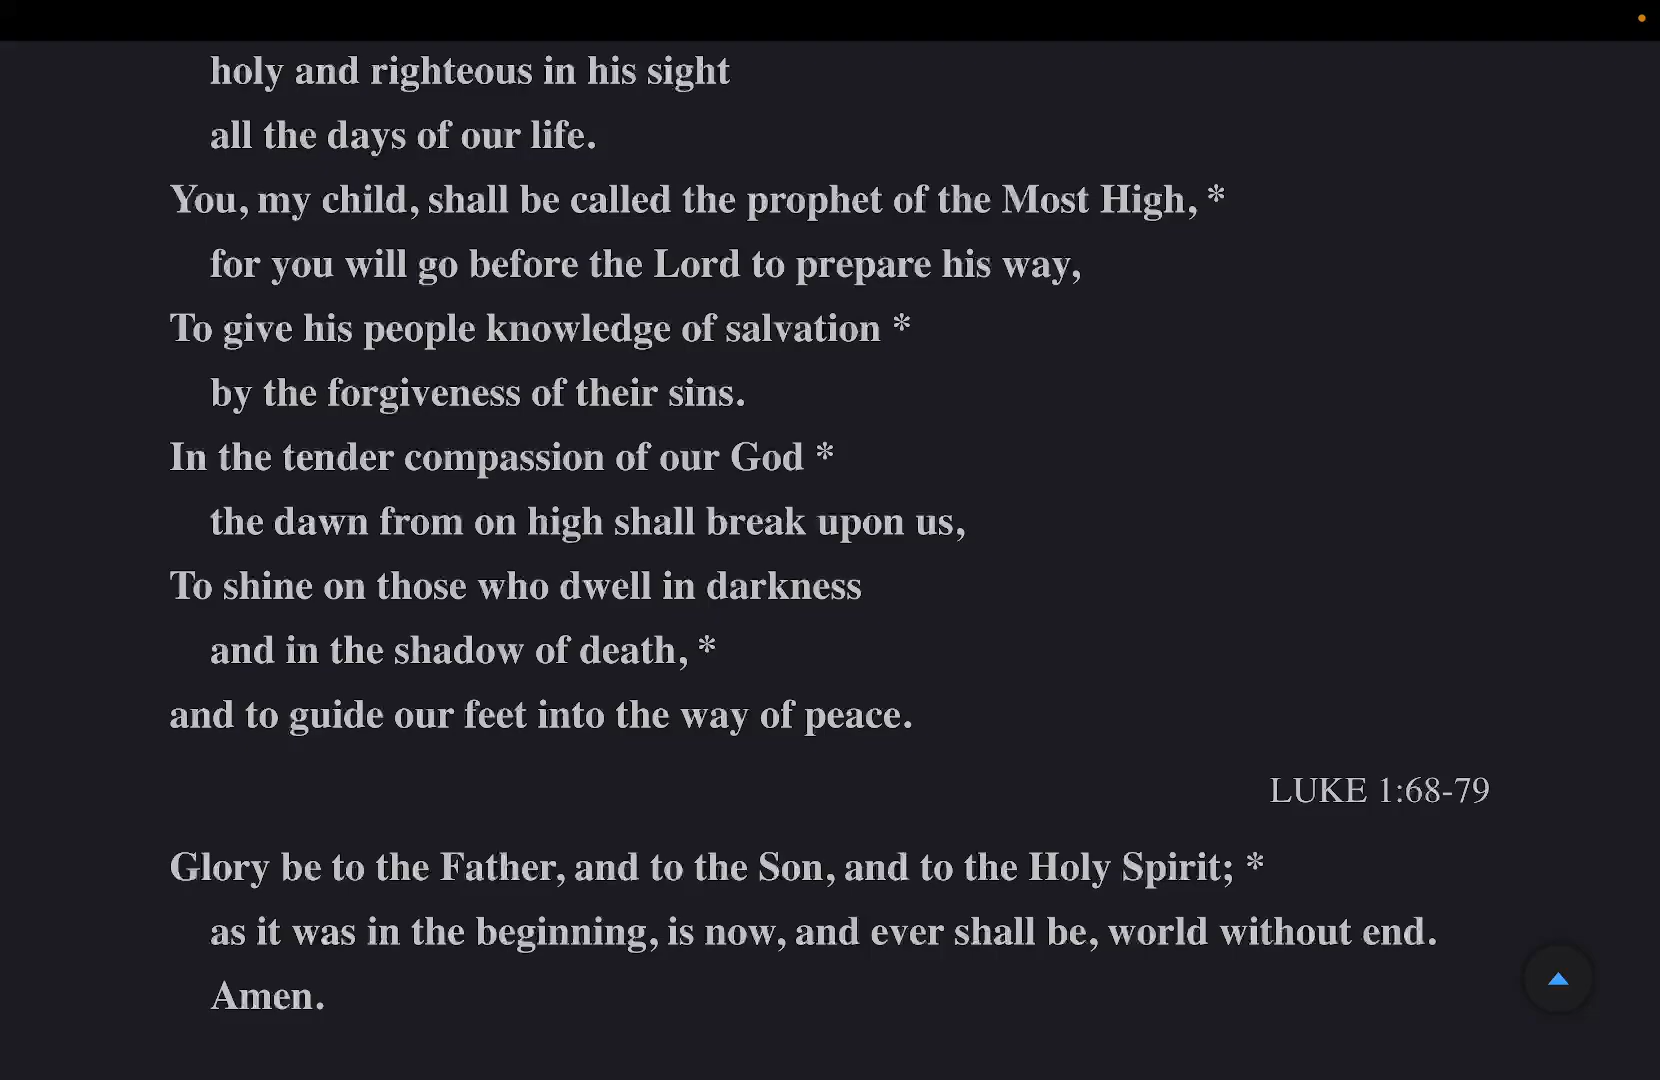 holy and righteous in his sight
all the days of our life.
You, my child, shall be called the prophet of the Most High, *
for you will go before the Lord to prepare his way,
To give his people knowledge of salvation *
by the forgiveness of their sins.
In the tender compassion of our God *
the dawn from on high shall break upon us,
To shine on those who dwell in darkness
and in the shadow of death, *
and to guide our feet into the way of peace.
LUKE 1:68-79
Glory be to the Father, and to the Son, and to the Holy Spirit; *
as it was in the beginning, is now, and ever shall be, world without end.
Amen.